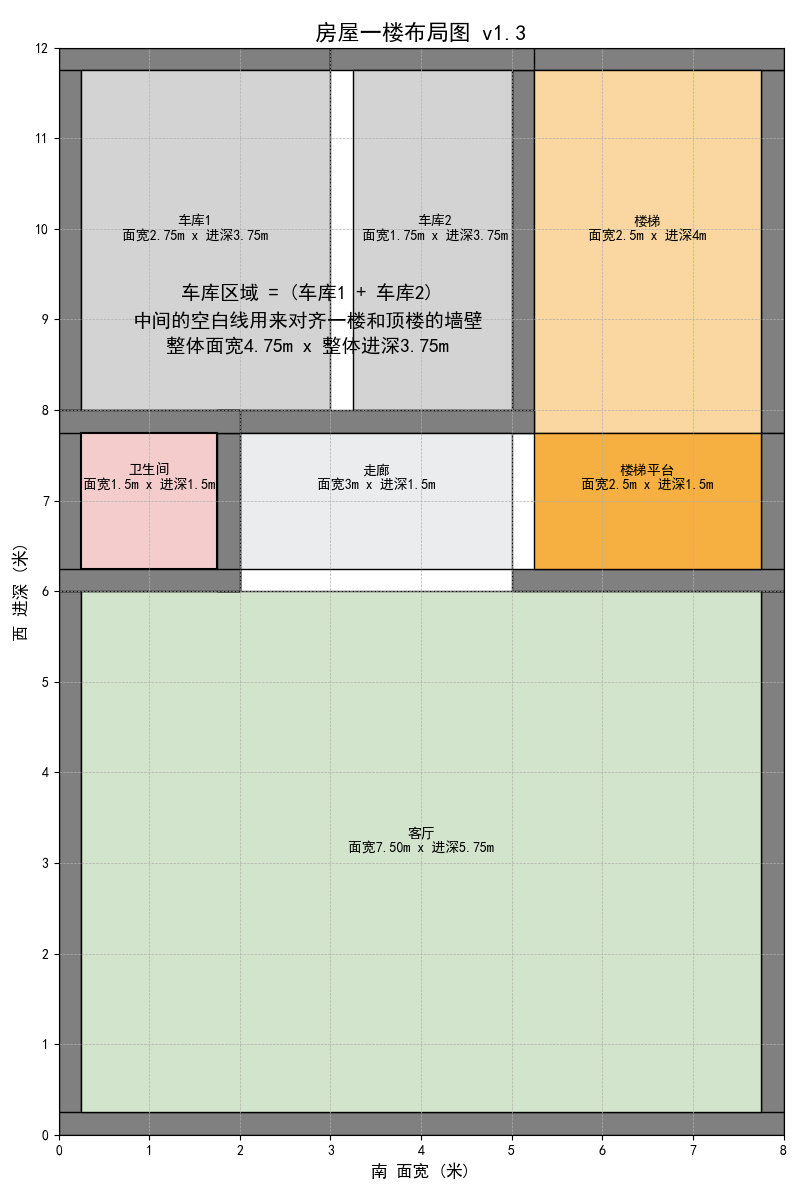 房屋一楼布局图 v1.3
12
11
10
9
8
7
6
5
4
3
2
1
0
西 进深 (米)
车库1
面宽2.75m x 进深3.75m
车库2
面宽1.75m x 进深3.75m
楼梯
面宽2.5m x 进深4m
车库区域 = (车库1 + 车库2)
中间的空白线用来对齐一楼和顶楼的墙壁
整体面宽4.75m x 整体进深3.75m
卫生间
面宽1.5m x 进深1.5m
走廊
面宽3m x 进深1.5m
楼梯平台
面宽2.5m x 进深1.5m
客厅
面宽7.50m x 进深5.75m
0 1 2 3 4 5 6 7 8
南 面宽 (米)